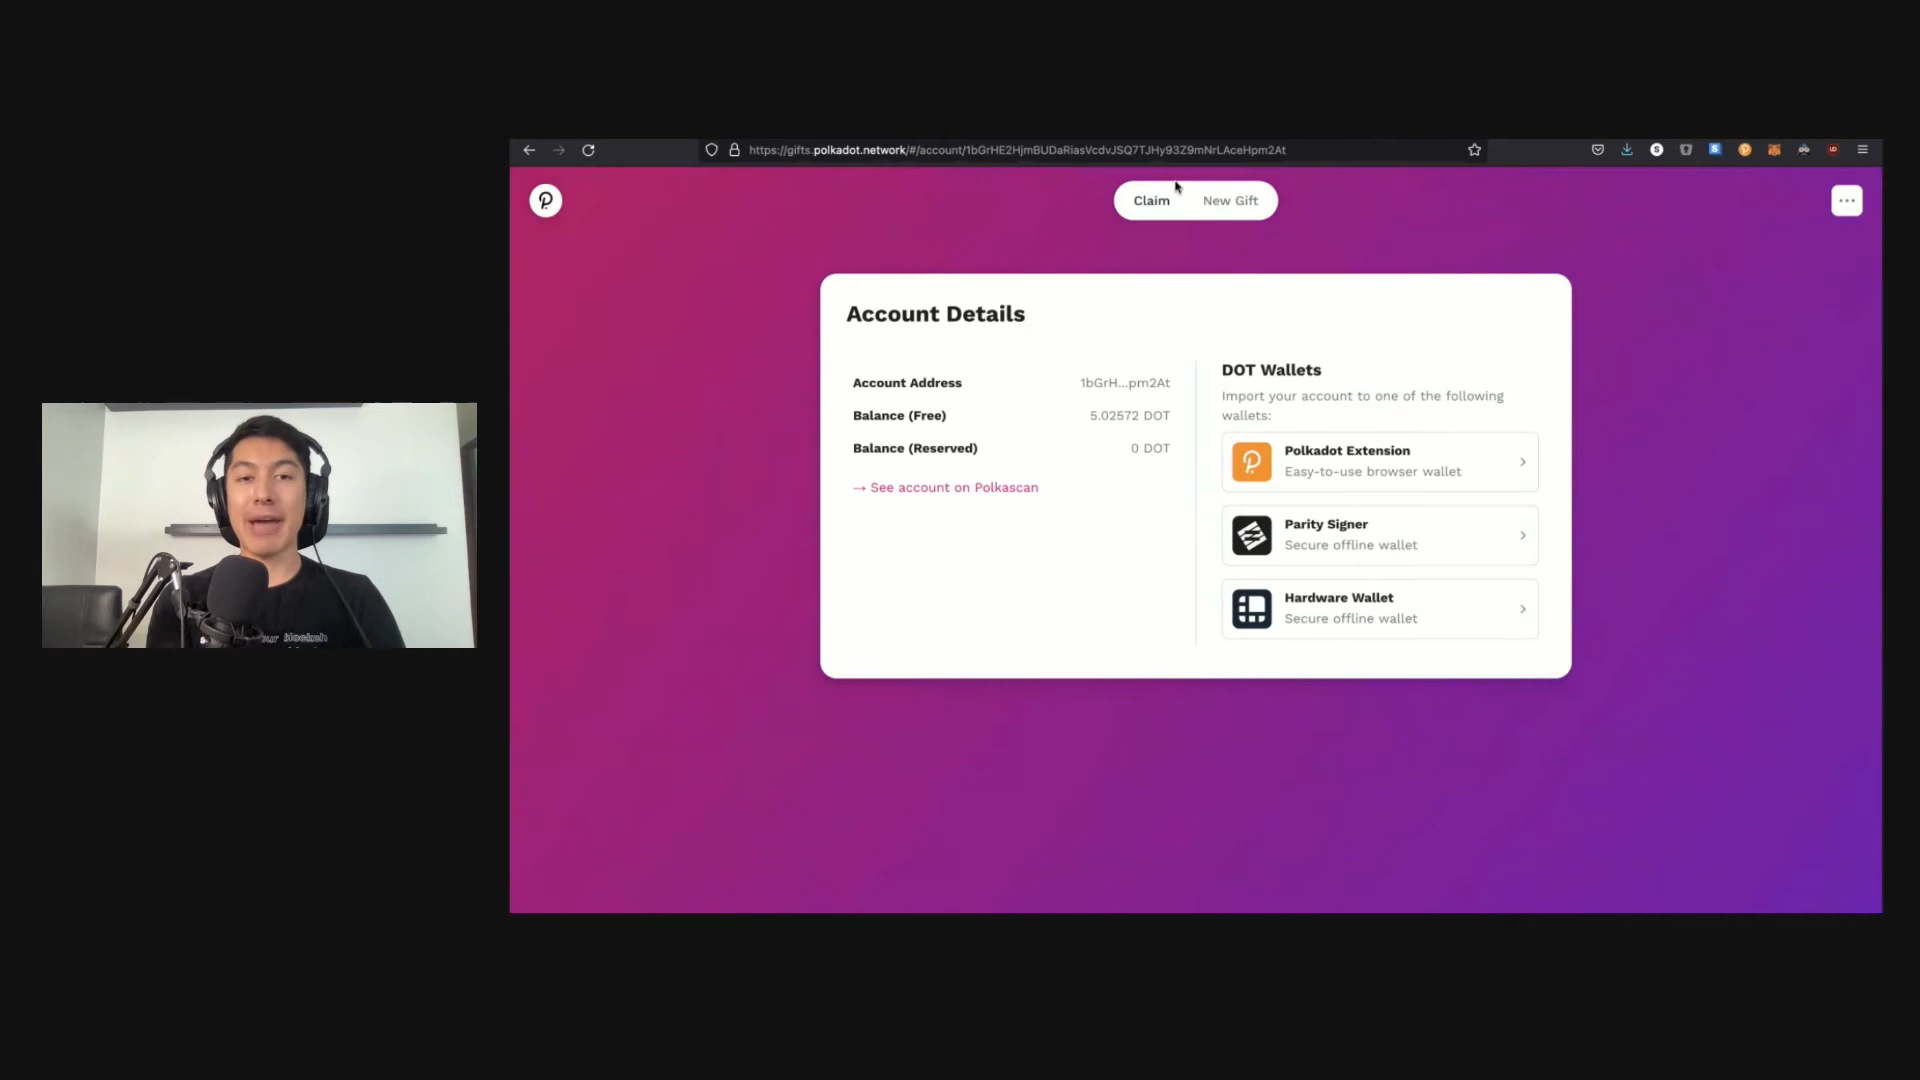 https://gifts.polkadot.network/#/account/1bGrHE2HjmBUDaRiasVcdvJSQ7TJHy93Z9mNrLAceHpm2At
Claim New Gift
Account Details
Account Address 1bGrH...pm2At
Balance (Free) 5.02572 DOT
Balance (Reserved) 0 DOT
→ See account on Polkascan
DOT Wallets
Import your account to one of the following
wallets:
Polkadot Extension
Easy-to-use browser wallet
Parity Signer
Secure offline wallet
Hardware Wallet
Secure offline wallet